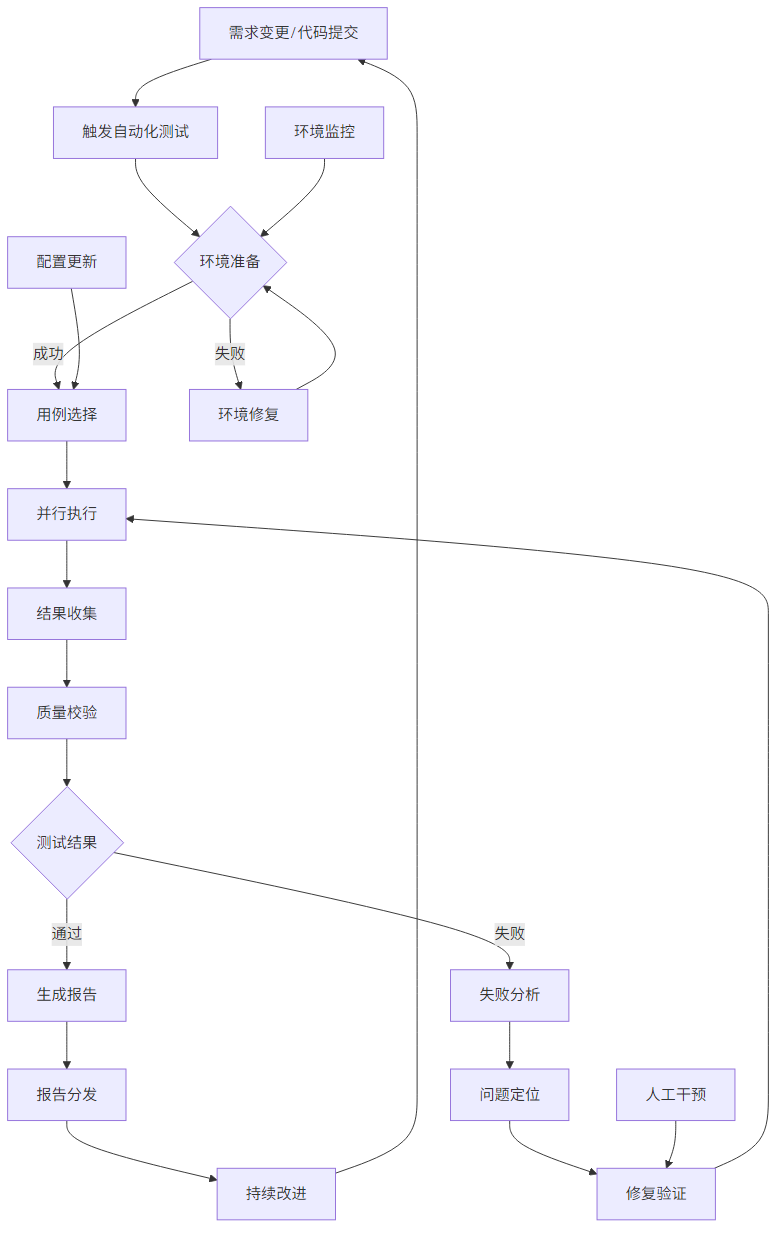 需求变更/代码提交
触发自动化测试
环境监控
配置更新
环境准备
成功
失败
用例选择
环境修复
并行执行
结果收集
质量校验
测试结果
通过
失败
生成报告
失败分析
报告分发
问题定位
人工干预
持续改进
修复验证